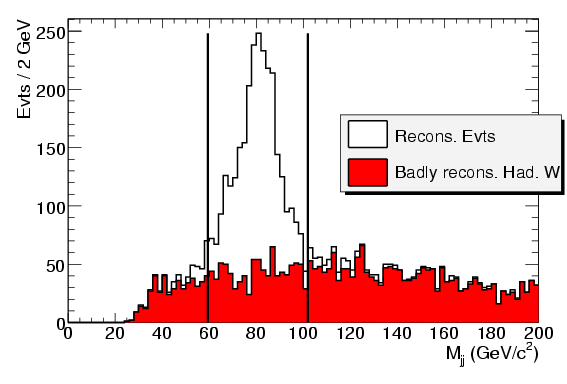 Evts / 2 GeV
250
200
150
100
50
0
Recons. Evts
Badly recons. Had. W
0 20 40 60 80 100 120 140 160 180 200
M_jj (GeV/c²)